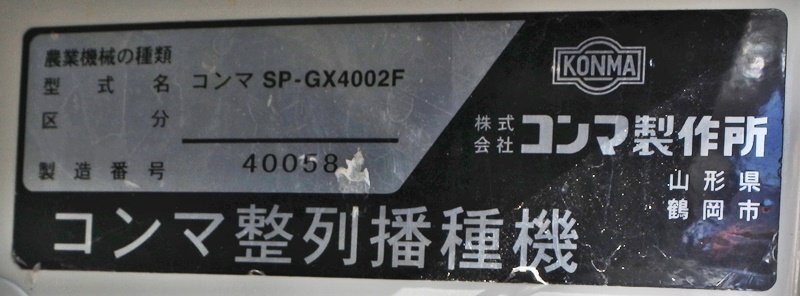 農業機械の種類
型式名 コンマ SP-GX4002F
区分
製造番号 40058
KONMA
株式会社 コンマ製作所
山形県
鶴岡市
コンマ整列播種機